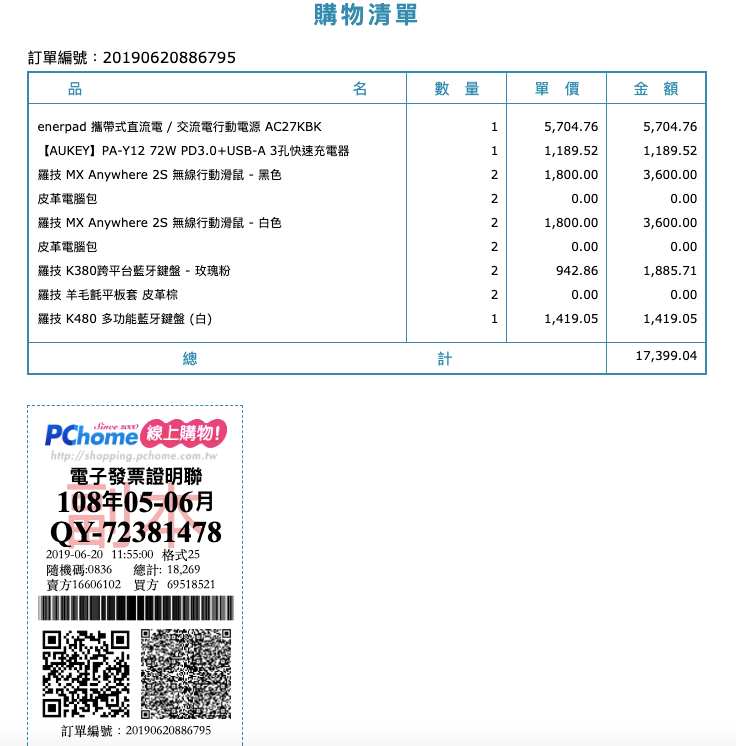 購物清單
訂單編號：20190620886795
品 名 數 量 單 價 金 額
enerpad 攜帶式直流電 / 交流電行動電源 AC27KBK 1 5,704.76 5,704.76
【AUKEY】PA-Y12 72W PD3.0+USB-A 3孔快速充電器 1 1,189.52 1,189.52
羅技 MX Anywhere 2S 無線行動滑鼠 - 黑色 2 1,800.00 3,600.00
皮革電腦包 2 0.00 0.00
羅技 MX Anywhere 2S 無線行動滑鼠 - 白色 2 1,800.00 3,600.00
皮革電腦包 2 0.00 0.00
羅技 K380跨平台藍牙鍵盤 - 玫瑰粉 2 942.86 1,885.71
羅技 羊毛氈平板套 皮革棕 2 0.00 0.00
羅技 K480 多功能藍牙鍵盤 (白) 1 1,419.05 1,419.05
總 計 17,399.04
Since 2000
PChome 線上購物!
http://shopping.pchome.com.tw
電子發票證明聯
副本
108年05-06月
QY-72381478
2019-06-20 11:55:00 格式25
隨機碼:0836 總計: 18,269
賣方16606102 買方 69518521
訂單編號：20190620886795